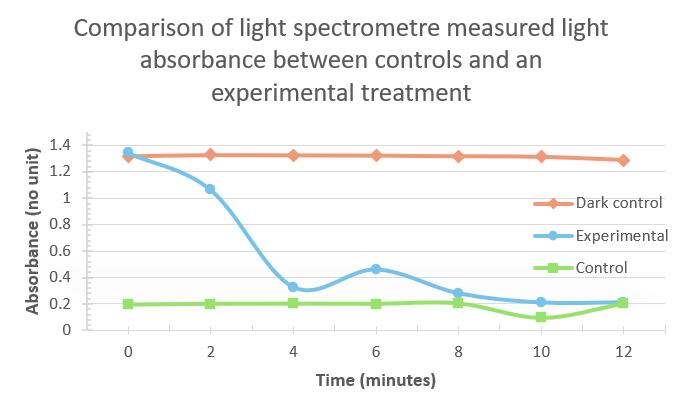 Comparison of light spectrometre measured light
absorbance between controls and an
experimental treatment
Absorbance (no unit)
1.4
1.2
1
0.8
0.6
0.4
0.2
0
Dark control
Experimental
Control
0 2 4 6 8 10 12
Time (minutes)